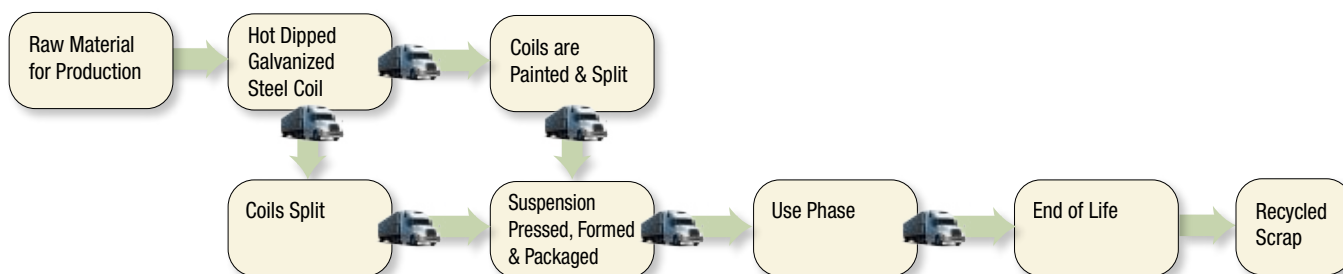 Raw Material
for Production
Hot Dipped
Galvanized
Steel Coil
Coils are
Painted & Split
Coils Split
Suspension
Pressed, Formed
& Packaged
Use Phase
End of Life
Recycled
Scrap